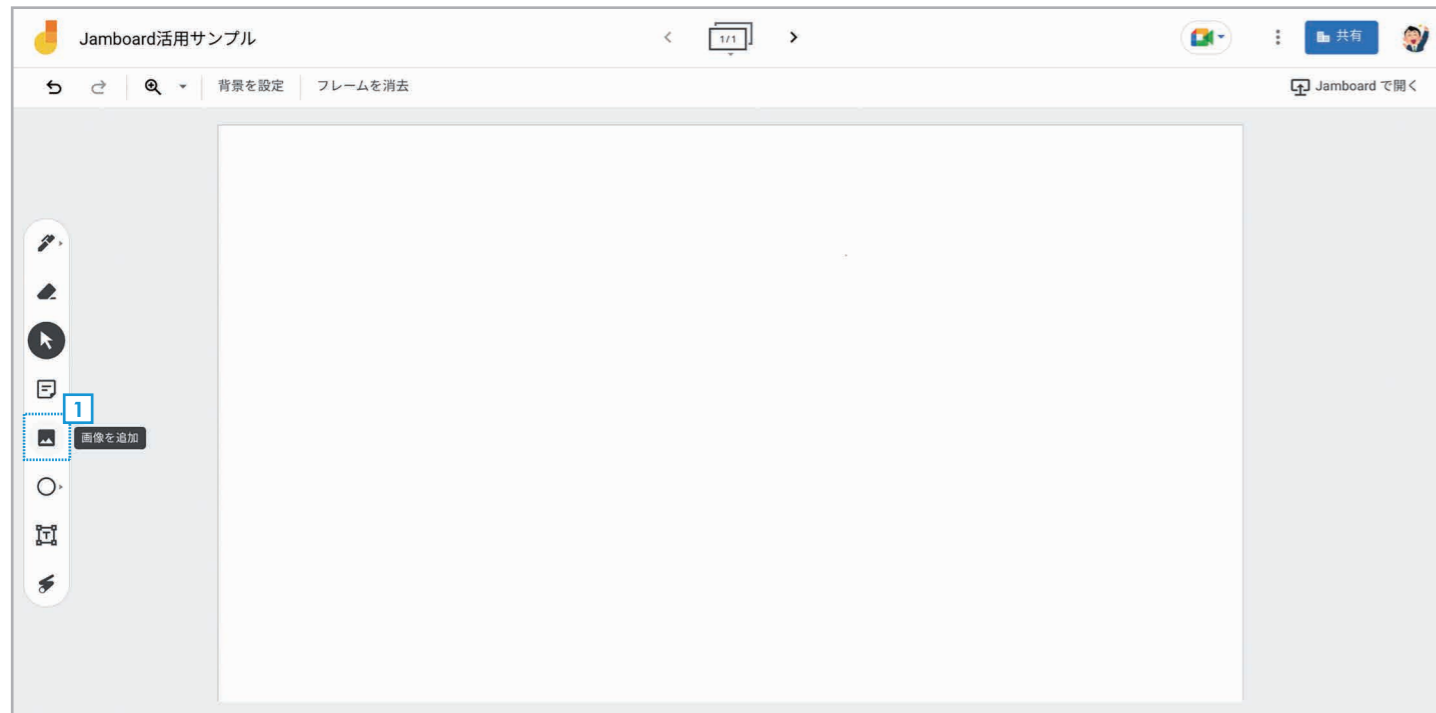 Jamboard活用サンプル
1/1
共有
背景を設定
フレームを消去
Jamboard で開く
1
画像を追加
T